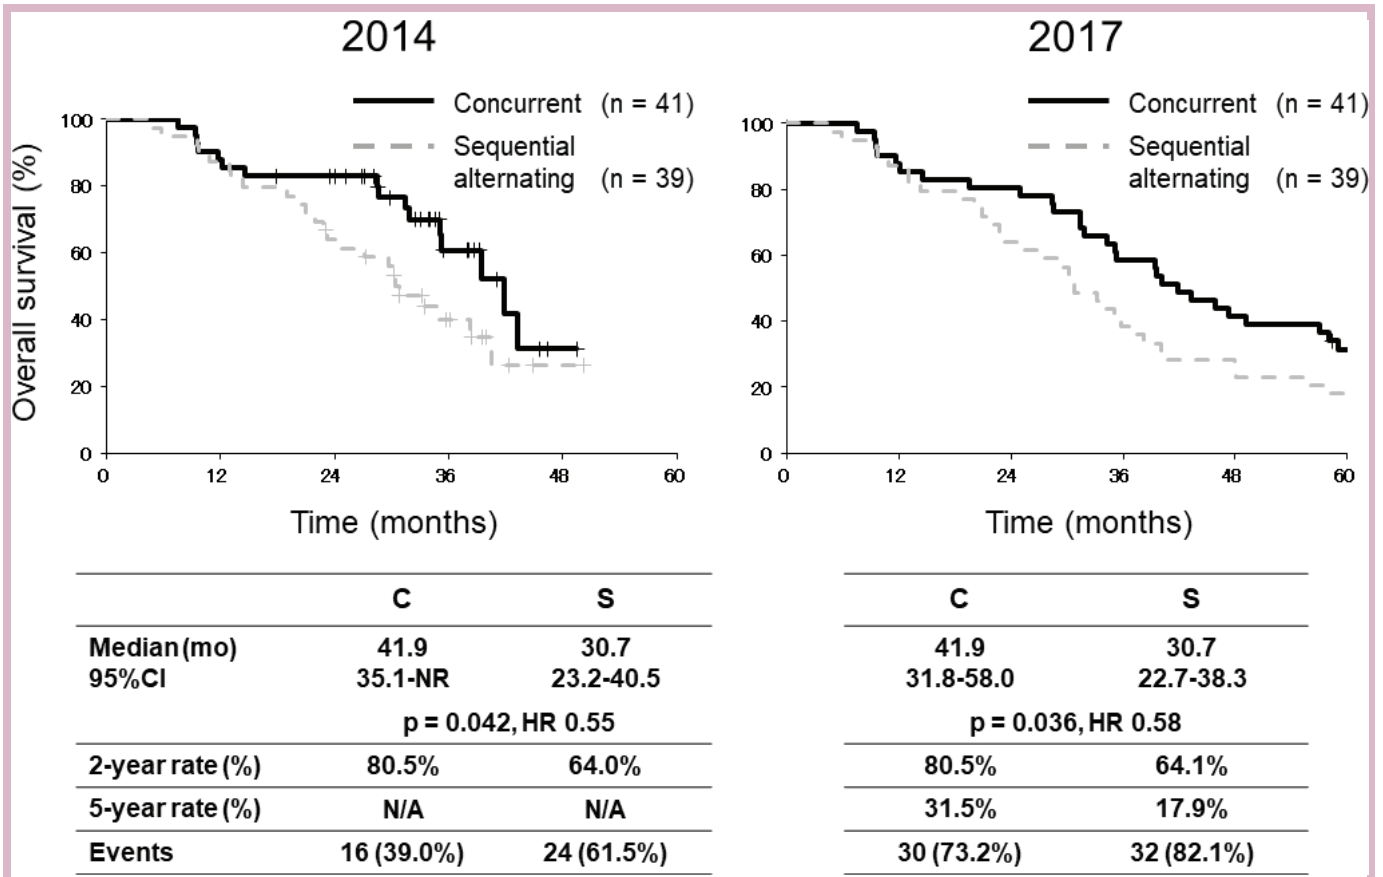 2014
Concurrent (n = 41)
Sequential
alternating (n = 39)
Overall survival (%)
100
80
60
40
20
0
0 12 24 36 48 60
Time (months)
C S
Median (mo) 41.9 30.7
95%CI 35.1-NR 23.2-40.5
p = 0.042, HR 0.55
2-year rate (%) 80.5% 64.0%
5-year rate (%) N/A N/A
Events 16 (39.0%) 24 (61.5%)
2017
Concurrent (n = 41)
Sequential
alternating (n = 39)
100
80
60
40
20
0
0 12 24 36 48 60
Time (months)
C S
41.9 30.7
31.8-58.0 22.7-38.3
p = 0.036, HR 0.58
80.5% 64.1%
31.5% 17.9%
30 (73.2%) 32 (82.1%)